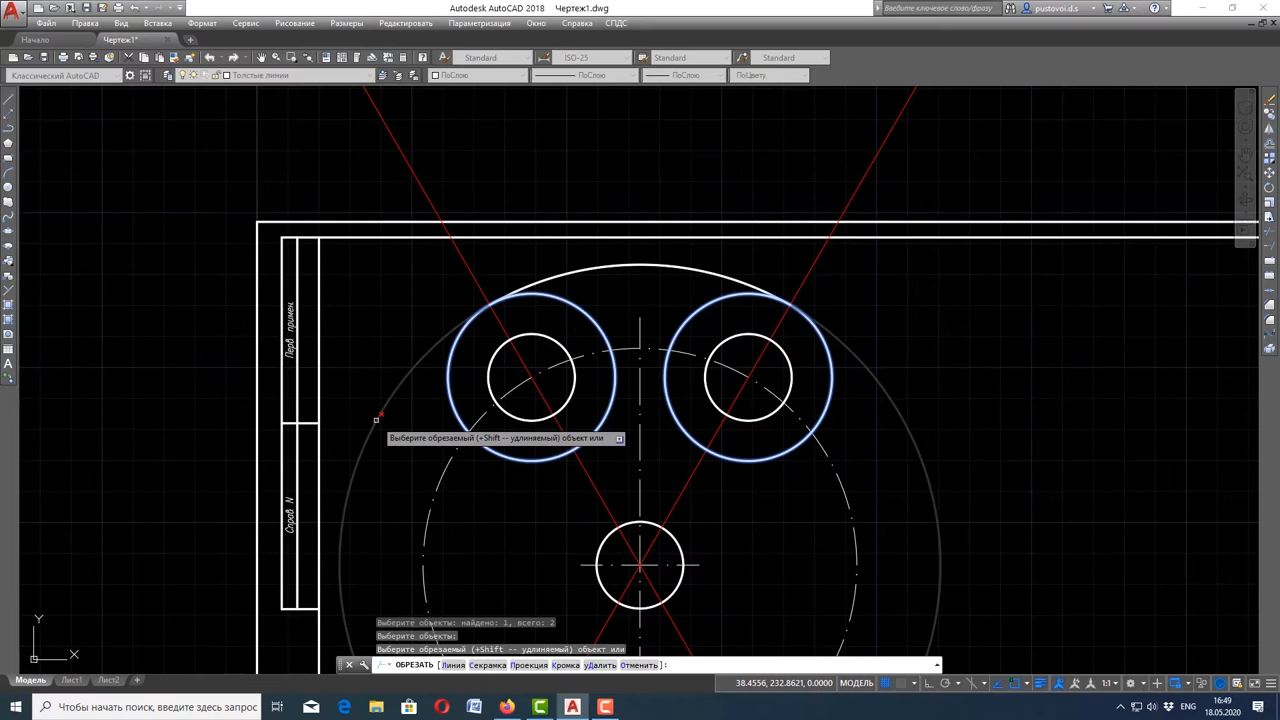 Autodesk AutoCAD 2018 Чертеж1.dwg
Введите ключевое слово/фразу
pustovoi.d.s
Файл Правка Вид Вставка Формат Сервис Рисование Размеры Редактировать Параметризация Окно Справка СПДС
Начало Чертеж1*
Standard ISO-25 Standard Standard
Классический AutoCAD Толстые линии ПоСлою ПоСлою ПоСлою ПоЦвету
Перв. примен.
Справ. N
Выберите обрезаемый (+Shift -- удлиняемый) объект или
Y
X
Выберите объекты: найдено: 1, всего: 2
Выберите объекты:
Выберите обрезаемый (+Shift -- удлиняемый) объект или
ОБРЕЗАТЬ [Линия Секрамка Проекция Кромка уДалить Отменить]:
Модель Лист1 Лист2 +
38.4556, 232.8621, 0.0000 МОДЕЛЬ 1:1
Чтобы начать поиск, введите здесь запрос
ENG
16:49
18.05.2020